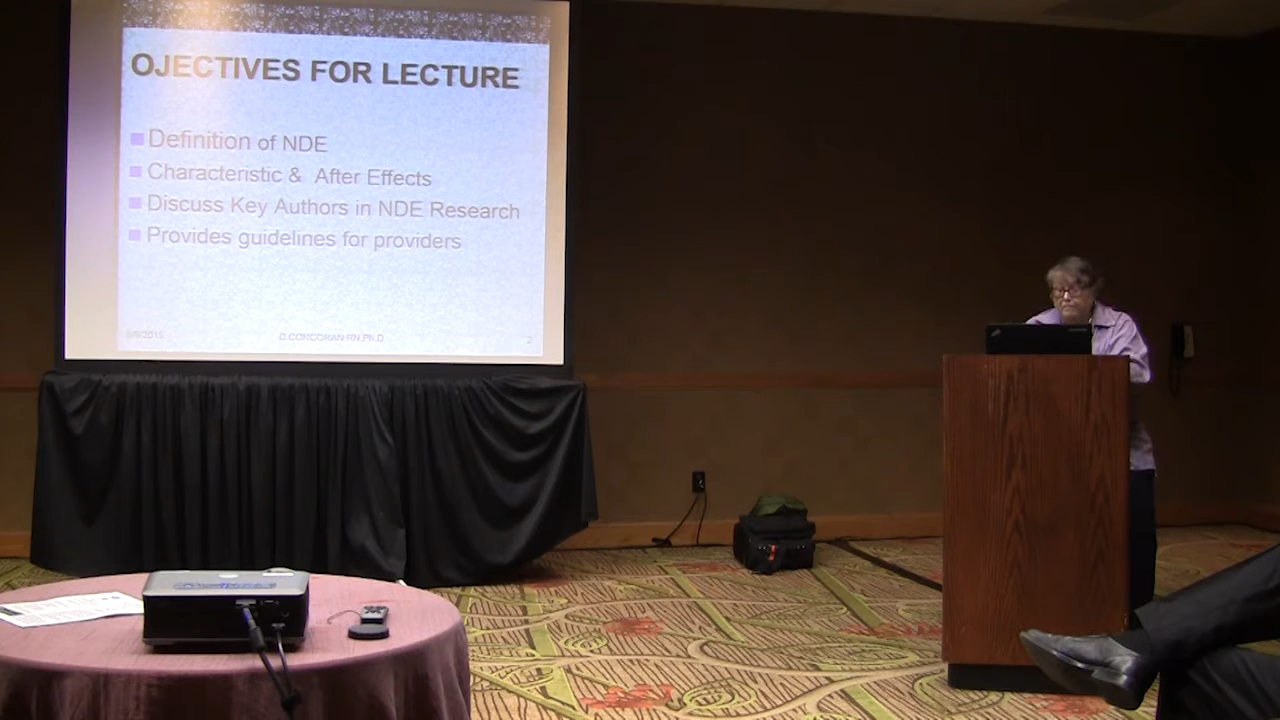 OJECTIVES FOR LECTURE
Definition of NDE
Characteristic & After Effects
Discuss Key Authors in NDE Research
Provides guidelines for providers
D.CORCORAN RN,Ph.D
2